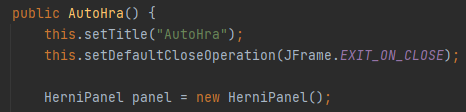 public AutoHra() {
this.setTitle("AutoHra");
this.setDefaultCloseOperation(JFrame.EXIT_ON_CLOSE);
HerniPanel panel = new HerniPanel();